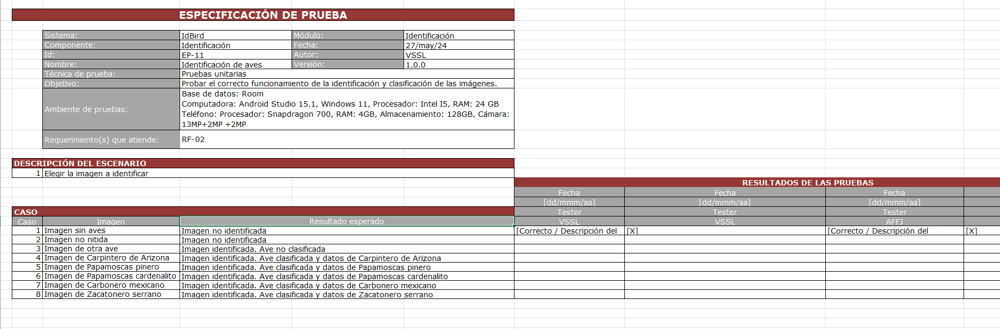 ESPECIFICACIÓN DE PRUEBA
Sistema: IdBird Módulo: Identificación
Componente: Identificación Fecha: 27/may/24
Id: EP-11 Autor: VSSL
Nombre: Identificación de aves Versión: 1.0.0
Técnica de prueba: Pruebas unitarias
Objetivo: Probar el correcto funcionamiento de la identificación y clasificación de las imágenes.
Ambiente de pruebas:
Base de datos: Room
Computadora: Android Studio 15.1, Windows 11, Procesador: Intel I5, RAM: 24 GB
Teléfono: Procesador: Snapdragon 700, RAM: 4GB, Almacenamiento: 128GB, Cámara:
13MP+2MP +2MP
Requerimiento(s) que atiende: RF-02
DESCRIPCIÓN DEL ESCENARIO
1 Elegir la imagen a identificar
RESULTADOS DE LAS PRUEBAS
Fecha Fecha Fecha
[dd/mmm/aa] [dd/mmm/aa] [dd/mmm/aa]
CASO Tester Tester Tester
Caso Imagen Resultado esperado VSSL VSSL AFFJ
1 Imagen sin aves Imagen no identificada [Correcto / Descripción del [X] [Correcto / Descripción del [X]
2 Imagen no nitida Imagen no identificada
3 Imagen de otra ave Imagen identificada. Ave no clasificada
4 Imagen de Carpintero de Arizona Imagen identificada. Ave clasificada y datos de Carpintero de Arizona
5 Imagen de Papamoscas pinero Imagen identificada. Ave clasificada y datos de Papamoscas pinero
6 Imagen de Papamoscas cardenalito Imagen identificada. Ave clasificada y datos de Papamoscas cardenalito
7 Imagen de Carbonero mexicano Imagen identificada. Ave clasificada y datos de Carbonero mexicano
8 Imagen de Zacatonero serrano Imagen identificada. Ave clasificada y datos de Zacatonero serrano